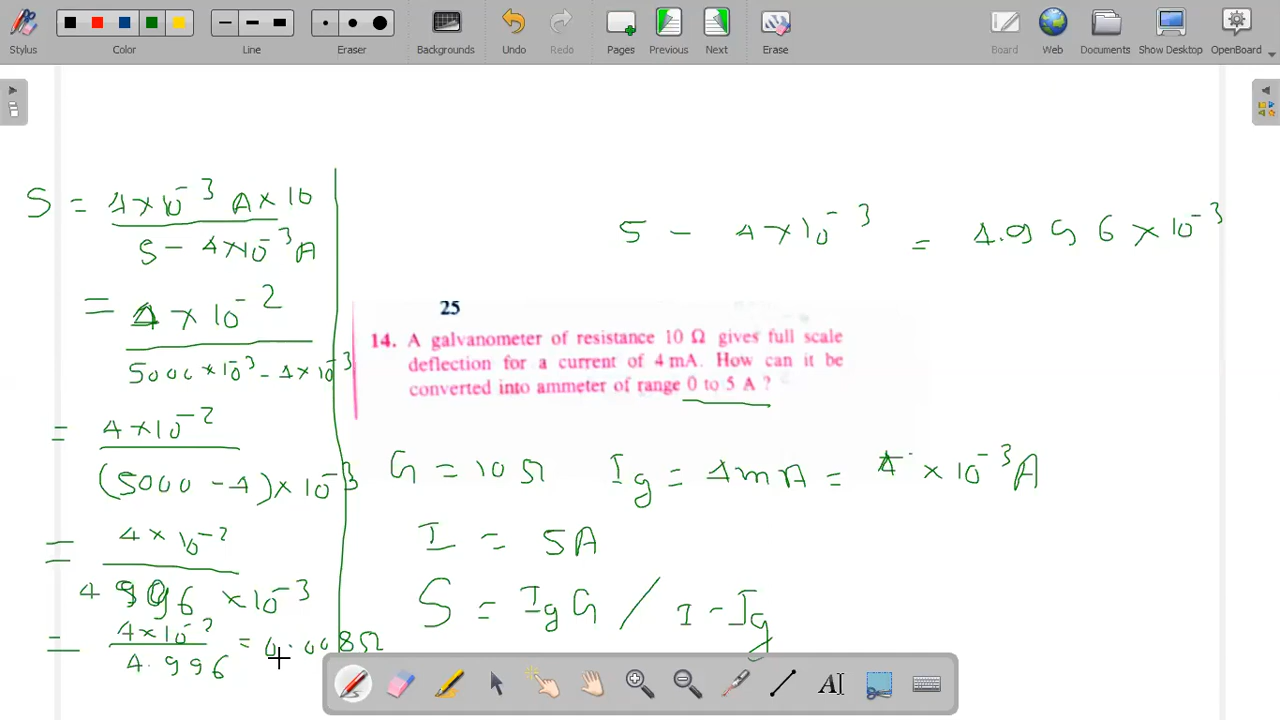 Stylus Color Line Eraser Backgrounds Undo Redo Pages Previous Next Erase Board Web Documents Show Desktop OpenBoard
S = 4×10⁻³ A × 10 / 5 - 4×10⁻³ A
= 4 × 10⁻² / 5000 × 10⁻³ - 4 × 10⁻³
= 4×10⁻² / (5000 - 4) × 10⁻³
= 4 × 10⁻² / 4996 × 10⁻³
= 4×10⁻² / 4.996 = 0.008Ω
5 - 4×10⁻³ = 4.996 × 10⁻³
25
14. A galvanometer of resistance 10 Ω gives full scale
deflection for a current of 4 mA. How can it be
converted into ammeter of range 0 to 5 A ?
G = 10Ω Ig = 4mA = 4 × 10⁻³ A
I = 5A
S = IgG / I - Ig